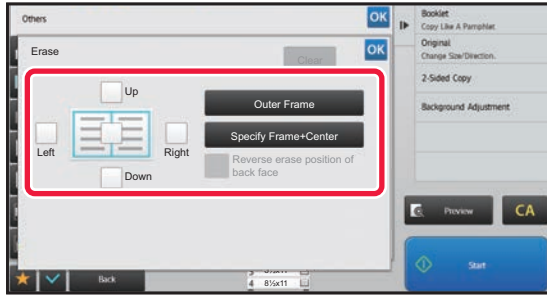 Others
OK
Booklet
Copy Like A Pamphlet.
Original
Change Size/Direction.
2-Sided Copy
Background Adjustment
Erase
Clear
OK
Up
Left
Right
Down
Outer Frame
Specify Frame+Center
Reverse erase position of
back face
Preview
CA
Start
Back
4 8½x11